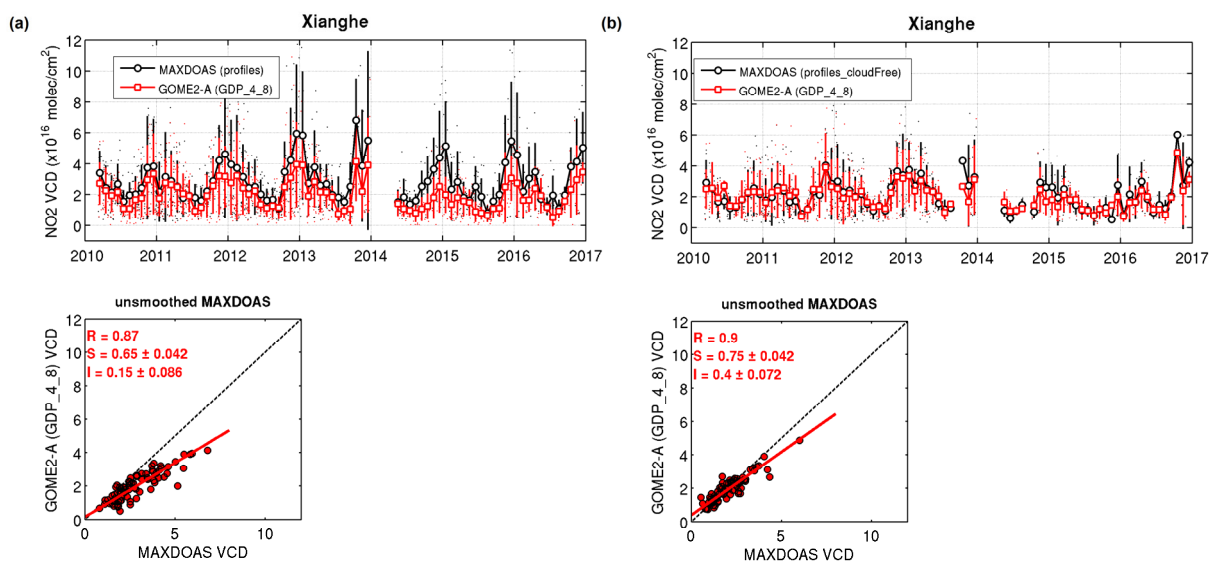 (a)
Xianghe
NO2 VCD (x10^16 molec/cm^2)
12
10
8
6
4
2
0
MAXDOAS (profiles)
GOME2-A (GDP_4_8)
2010 2011 2012 2013 2014 2015 2016 2017
unsmoothed MAXDOAS
GOME2-A (GDP_4_8) VCD
12
10
8
6
4
2
0
R = 0.87
S = 0.65 ± 0.042
I = 0.15 ± 0.086
0 5 10
MAXDOAS VCD
(b)
Xianghe
NO2 VCD (x10^16 molec/cm^2)
12
10
8
6
4
2
0
MAXDOAS (profiles_cloudFree)
GOME2-A (GDP_4_8)
2010 2011 2012 2013 2014 2015 2016 2017
unsmoothed MAXDOAS
GOME2-A (GDP_4_8) VCD
12
10
8
6
4
2
0
R = 0.9
S = 0.75 ± 0.042
I = 0.4 ± 0.072
0 5 10
MAXDOAS VCD